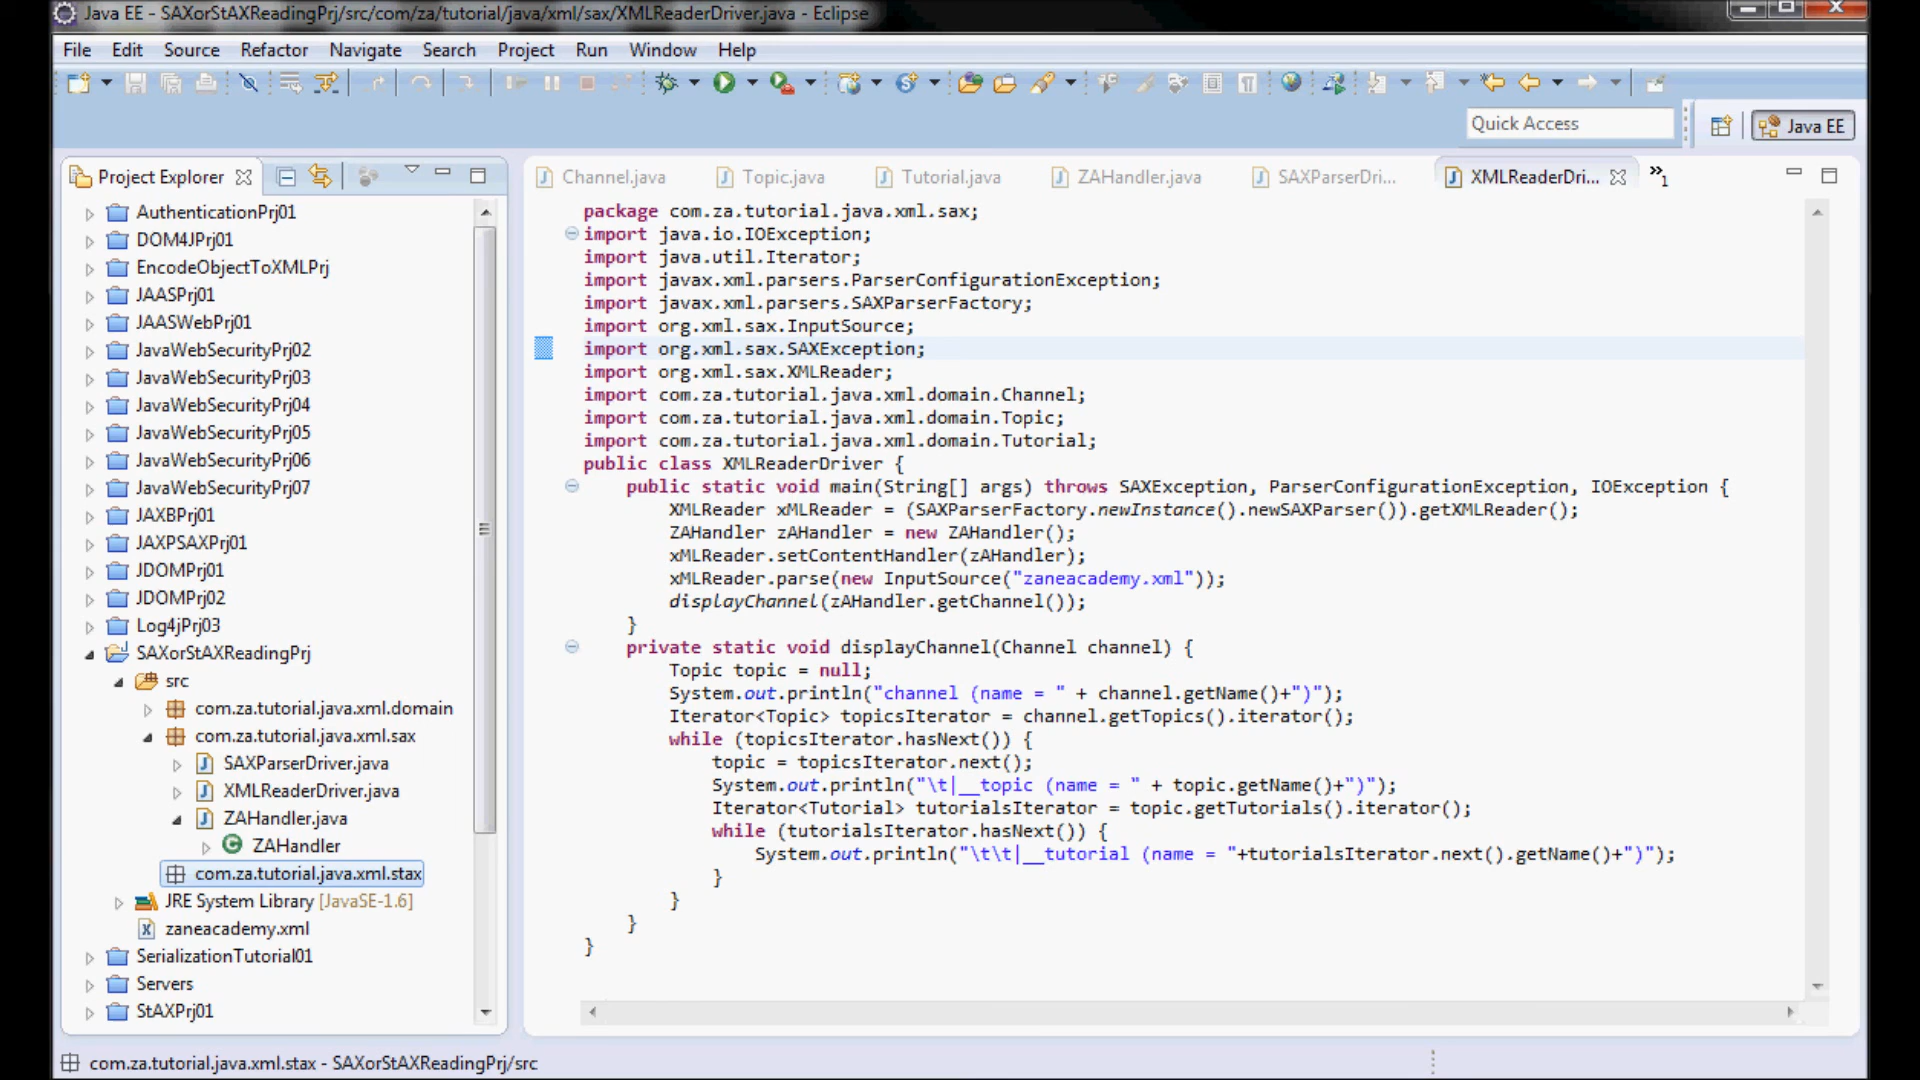 Java EE - SAXorStAXReadingPrj/src/com/za/tutorial/java/xml/sax/XMLReaderDriver.java - Eclipse
File Edit Source Refactor Navigate Search Project Run Window Help
Quick Access
Java EE
Project Explorer
AuthenticationPrj01
DOM4JPrj01
EncodeObjectToXMLPrj
JAASPrj01
JAASWebPrj01
JavaWebSecurityPrj02
JavaWebSecurityPrj03
JavaWebSecurityPrj04
JavaWebSecurityPrj05
JavaWebSecurityPrj06
JavaWebSecurityPrj07
JAXBPrj01
JAXPSAXPrj01
JDOMPrj01
JDOMPrj02
Log4jPrj03
SAXorStAXReadingPrj
src
com.za.tutorial.java.xml.domain
com.za.tutorial.java.xml.sax
SAXParserDriver.java
XMLReaderDriver.java
ZAHandler.java
ZAHandler
com.za.tutorial.java.xml.stax
JRE System Library [JavaSE-1.6]
zaneacademy.xml
SerializationTutorial01
Servers
StAXPrj01
Channel.java Topic.java Tutorial.java ZAHandler.java SAXParserDri... XMLReaderDri... »1
package com.za.tutorial.java.xml.sax;
import java.io.IOException;
import java.util.Iterator;
import javax.xml.parsers.ParserConfigurationException;
import javax.xml.parsers.SAXParserFactory;
import org.xml.sax.InputSource;
import org.xml.sax.SAXException;
import org.xml.sax.XMLReader;
import com.za.tutorial.java.xml.domain.Channel;
import com.za.tutorial.java.xml.domain.Topic;
import com.za.tutorial.java.xml.domain.Tutorial;
public class XMLReaderDriver {
public static void main(String[] args) throws SAXException, ParserConfigurationException, IOException {
XMLReader xMLReader = (SAXParserFactory.newInstance().newSAXParser()).getXMLReader();
ZAHandler zAHandler = new ZAHandler();
xMLReader.setContentHandler(zAHandler);
xMLReader.parse(new InputSource("zaneacademy.xml"));
displayChannel(zAHandler.getChannel());
}
private static void displayChannel(Channel channel) {
Topic topic = null;
System.out.println("channel (name = " + channel.getName()+")");
Iterator<Topic> topicsIterator = channel.getTopics().iterator();
while (topicsIterator.hasNext()) {
topic = topicsIterator.next();
System.out.println("\t|__topic (name = " + topic.getName()+")");
Iterator<Tutorial> tutorialsIterator = topic.getTutorials().iterator();
while (tutorialsIterator.hasNext()) {
System.out.println("\t\t|__tutorial (name = "+tutorialsIterator.next().getName()+")");
}
}
}
}
com.za.tutorial.java.xml.stax - SAXorStAXReadingPrj/src